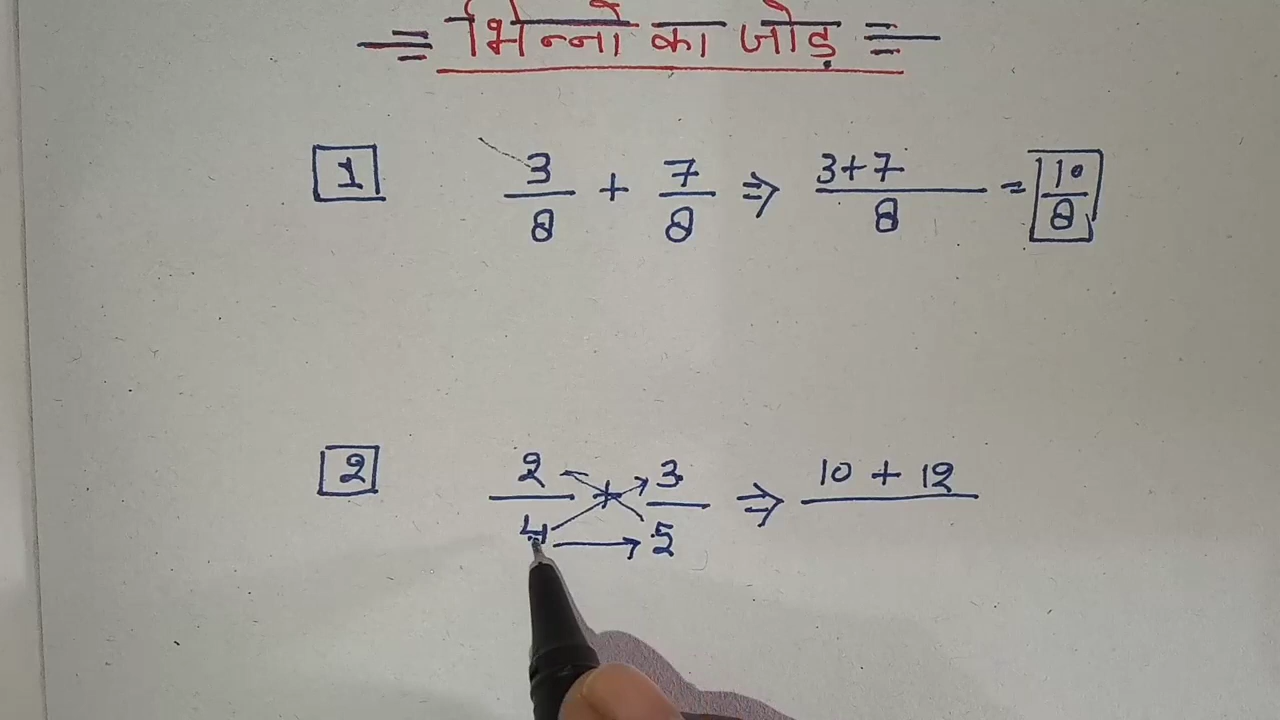 भिन्नो का जोड़
1 3/8 + 7/8 ⇒ 3+7/8 = 10/8
2 2/4 + 3/5 ⇒ 10 + 12